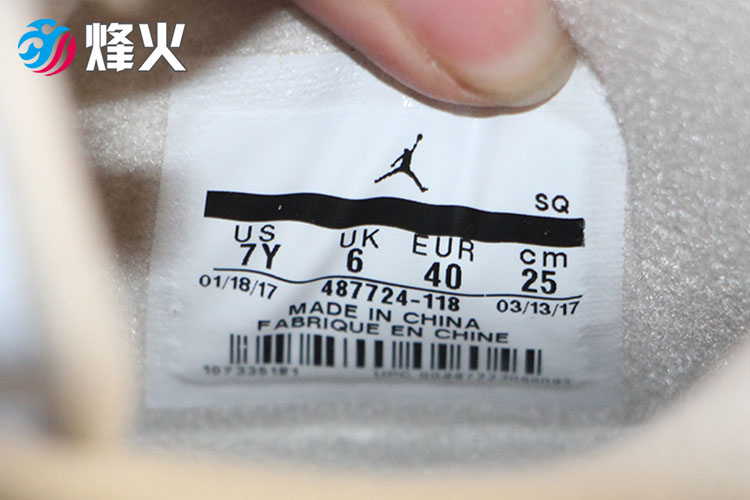 烽火
SQ
US UK EUR cm
7Y 6 40 25
01/18/17 487724-118 03/13/17
MADE IN CHINA
FABRIQUE EN CHINE
UPC